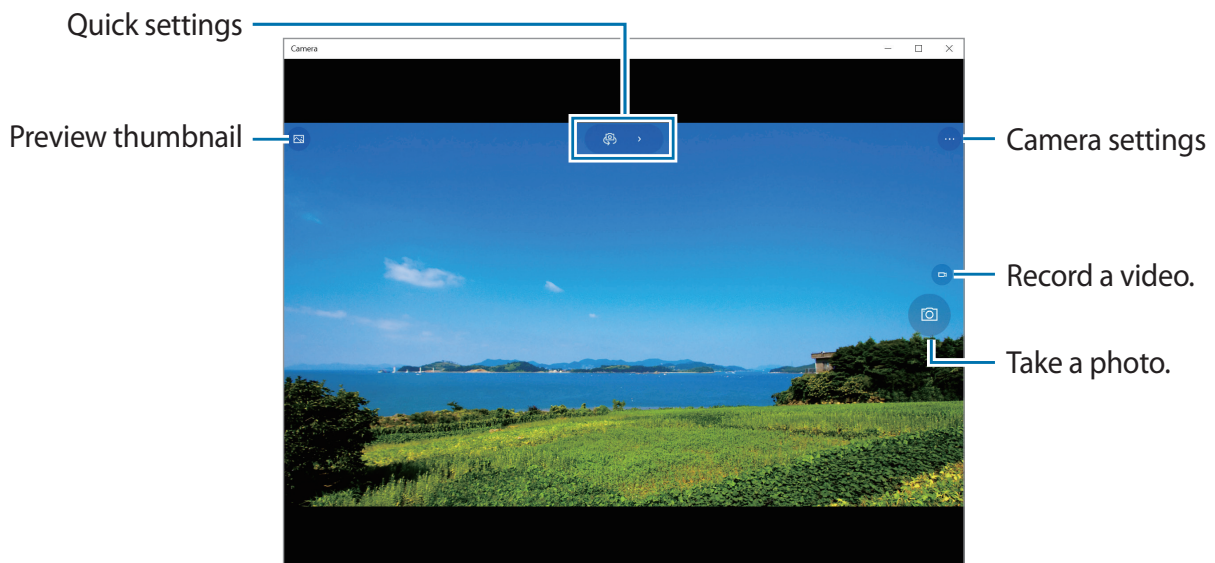 Quick settings
Camera
Preview thumbnail
Camera settings
Record a video.
Take a photo.